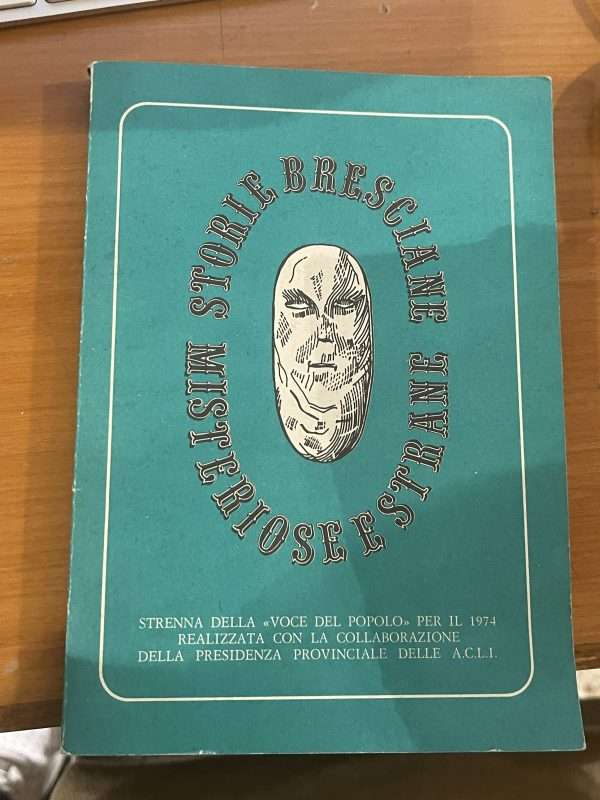 STORIE BRESCIANE,
MISTERIOSE E STRANE
STRENNA DELLA «VOCE DEL POPOLO» PER IL 1974
REALIZZATA CON LA COLLABORAZIONE
DELLA PRESIDENZA PROVINCIALE DELLE A.C.L.I.